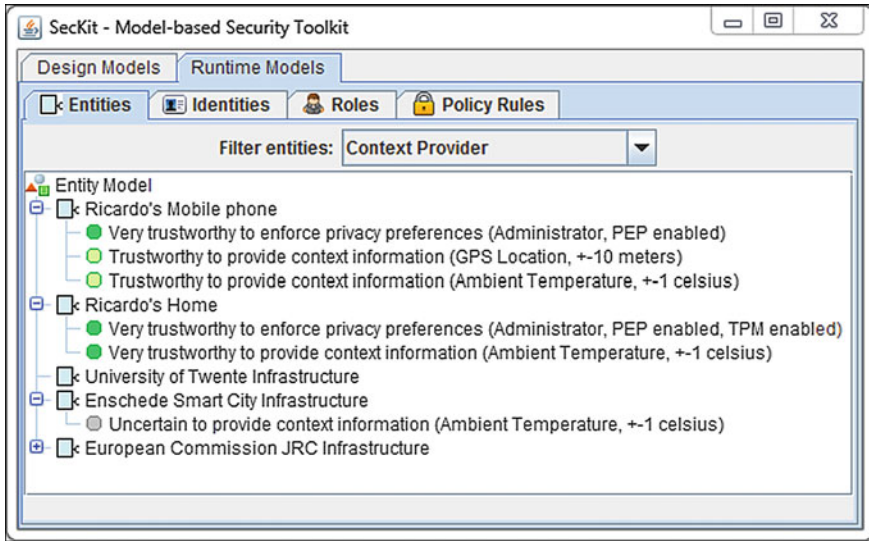 SecKit - Model-based Security Toolkit
Design Models Runtime Models
Entities Identities Roles Policy Rules
Filter entities: Context Provider
Entity Model
Ricardo's Mobile phone
Very trustworthy to enforce privacy preferences (Administrator, PEP enabled)
Trustworthy to provide context information (GPS Location, +-10 meters)
Trustworthy to provide context information (Ambient Temperature, +-1 celsius)
Ricardo's Home
Very trustworthy to enforce privacy preferences (Administrator, PEP enabled, TPM enabled)
Very trustworthy to provide context information (Ambient Temperature, +-1 celsius)
University of Twente Infrastructure
Enschede Smart City Infrastructure
Uncertain to provide context information (Ambient Temperature, +-1 celsius)
European Commission JRC Infrastructure